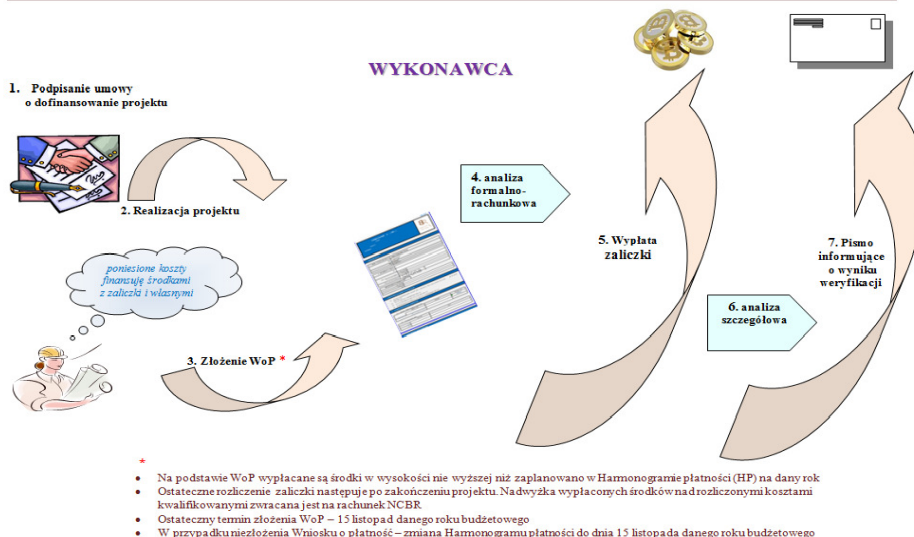 WYKONAWCA
1. Podpisanie umowy
o dofinansowanie projektu
2. Realizacja projektu
poniesione koszty
finansuję środkami
z zaliczki i własnymi
3. Złożenie WoP *
4. analiza
formalno-
rachunkowa
5. Wypłata
zaliczki
6. analiza
szczegółowa
7. Pismo
informujące
o wyniku
weryfikacji
*
• Na podstawie WoP wypłacane są środki w wysokości nie wyższej niż zaplanowano w Harmonogramie płatności (HP) na dany rok
• Ostateczne rozliczenie zaliczki następuje po zakończeniu projektu. Nadwyżka wypłaconych środków nad rozliczonymi kosztami
kwalifikowanymi zwracana jest na rachunek NCBR
• Ostateczny termin złożenia WoP – 15 listopad danego roku budżetowego
• W przypadku niezłożenia Wniosku o płatność – zmiana Harmonogramu płatności do dnia 15 listopada danego roku budżetowego